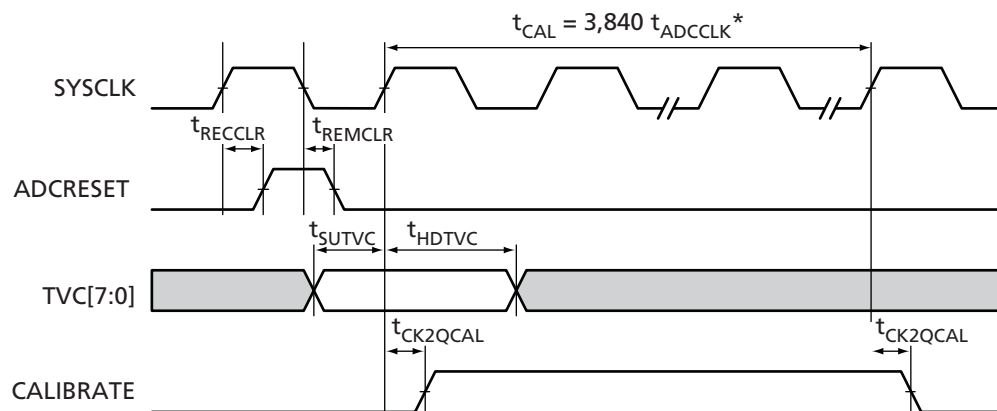 t_CAL = 3,840 t_ADCCLK*
SYSCLK
t_RECCLR
t_REMCLR
ADCRESET
t_SUTVC
t_HDTVC
TVC[7:0]
t_CK2QCAL
t_CK2QCAL
CALIBRATE